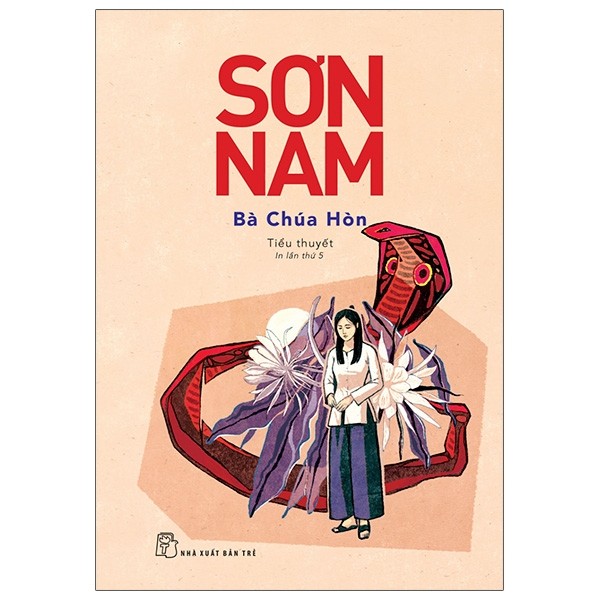 SƠN
NAM
Bà Chúa Hòn
Tiểu thuyết
In lần thứ 5
NHÀ XUẤT BẢN TRẺ